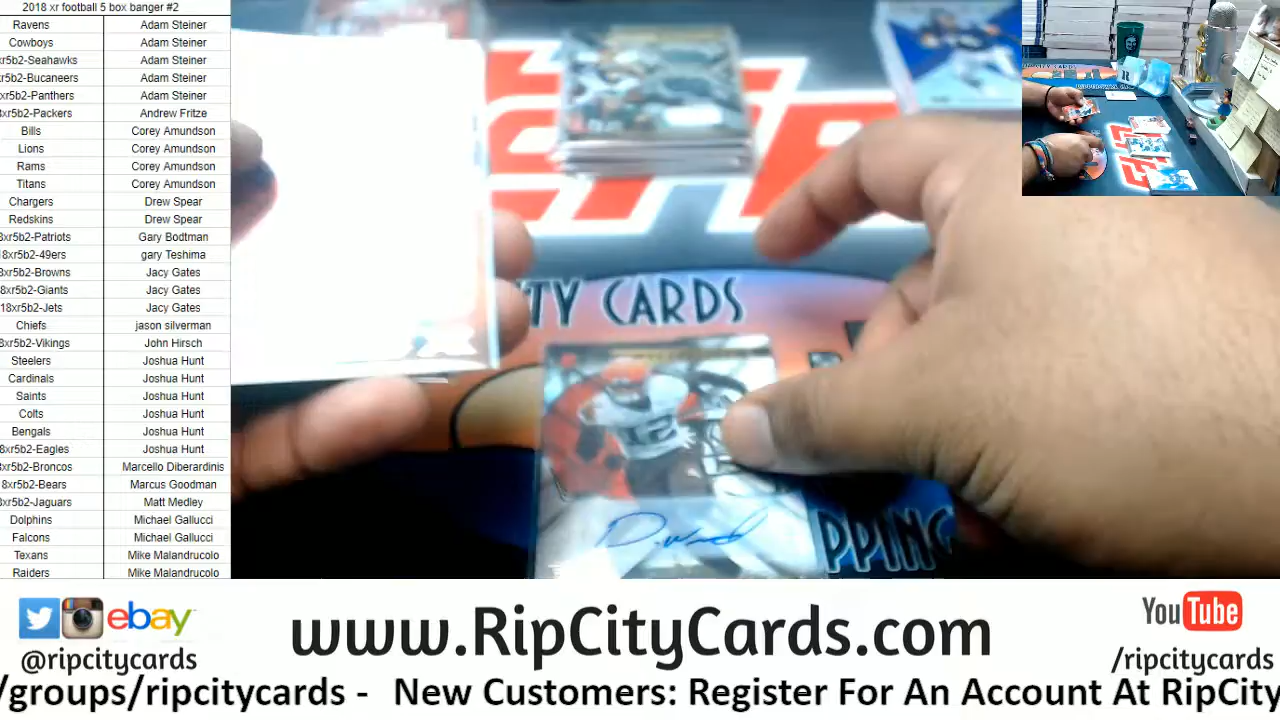 2018 xr football 5 box banger #2
Ravens Adam Steiner
Cowboys Adam Steiner
xr5b2-Seahawks Adam Steiner
xr5b2-Bucaneers Adam Steiner
xr5b2-Panthers Adam Steiner
8xr5b2-Packers Andrew Fritze
Bills Corey Amundson
Lions Corey Amundson
Rams Corey Amundson
Titans Corey Amundson
Chargers Drew Spear
Redskins Drew Spear
8xr5b2-Patriots Gary Bodtman
18xr5b2-49ers gary Teshima
8xr5b2-Browns Jacy Gates
8xr5b2-Giants Jacy Gates
18xr5b2-Jets Jacy Gates
Chiefs jason silverman
8xr5b2-Vikings John Hirsch
Steelers Joshua Hunt
Cardinals Joshua Hunt
Saints Joshua Hunt
Colts Joshua Hunt
Bengals Joshua Hunt
8xr5b2-Eagles Joshua Hunt
8xr5b2-Broncos Marcello Diberardinis
8xr5b2-Bears Marcus Goodman
8xr5b2-Jaguars Matt Medley
Dolphins Michael Gallucci
Falcons Michael Gallucci
Texans Mike Malandrucolo
Raiders Mike Malandrucolo
ITY CARDS
12
D. Ward
PPING
ebay
@ripcitycards
www.RipCityCards.com
YouTube
/ripcitycards
/groups/ripcitycards - New Customers: Register For An Account At RipCity